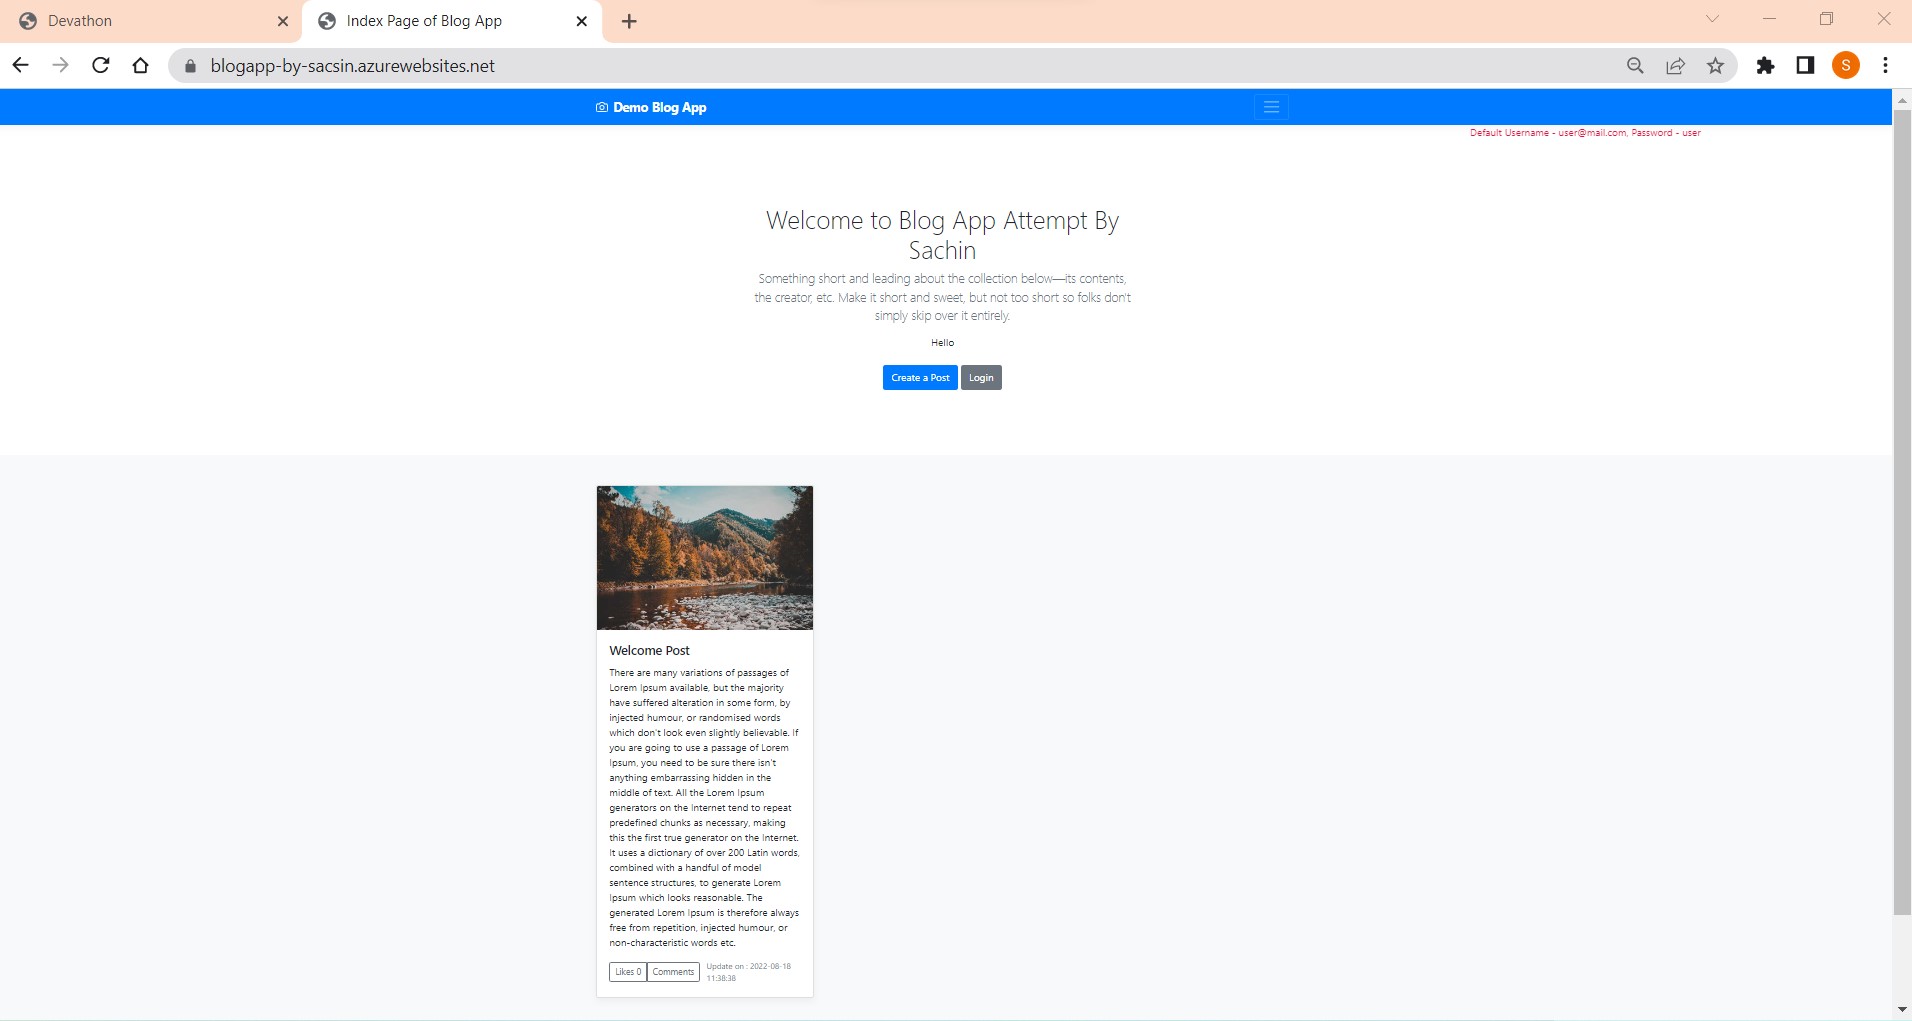 Devathon
Index Page of Blog App
blogapp-by-sacsin.azurewebsites.net
S
Demo Blog App
Default Username - user@mail.com, Password - user
Welcome to Blog App Attempt By
Sachin
Something short and leading about the collection below—its contents,
the creator, etc. Make it short and sweet, but not too short so folks don't
simply skip over it entirely.
Hello
Create a Post Login
Welcome Post
There are many variations of passages of
Lorem Ipsum available, but the majority
have suffered alteration in some form, by
injected humour, or randomised words
which don't look even slightly believable. If
you are going to use a passage of Lorem
Ipsum, you need to be sure there isn't
anything embarrassing hidden in the
middle of text. All the Lorem Ipsum
generators on the Internet tend to repeat
predefined chunks as necessary, making
this the first true generator on the Internet.
It uses a dictionary of over 200 Latin words,
combined with a handful of model
sentence structures, to generate Lorem
Ipsum which looks reasonable. The
generated Lorem Ipsum is therefore always
free from repetition, injected humour, or
non-characteristic words etc.
Likes 0 Comments
Update on : 2022-08-18
11:38:38